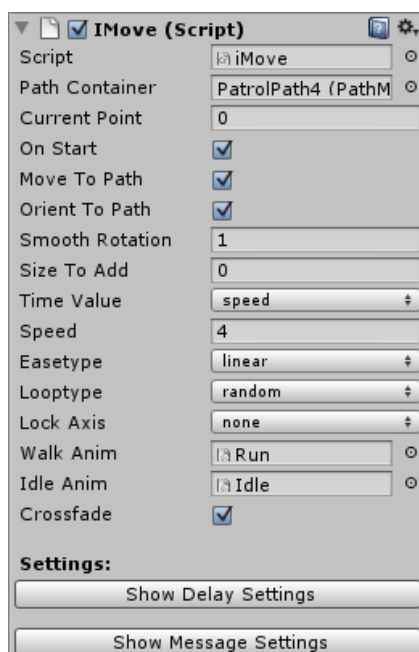 IMove (Script)
Script iMove
Path Container PatrolPath4 (PathM
Current Point 0
On Start
Move To Path
Orient To Path
Smooth Rotation 1
Size To Add 0
Time Value speed
Speed 4
Easetype linear
Looptype random
Lock Axis none
Walk Anim Run
Idle Anim Idle
Crossfade
Settings:
Show Delay Settings
Show Message Settings